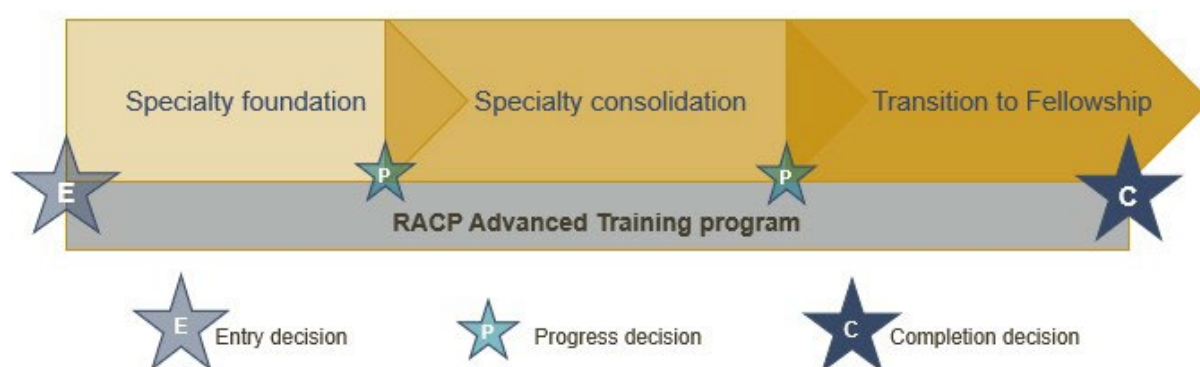 Specialty foundation
Specialty consolidation
Transition to Fellowship
E
P
P
C
RACP Advanced Training program
E
Entry decision
P
Progress decision
C
Completion decision